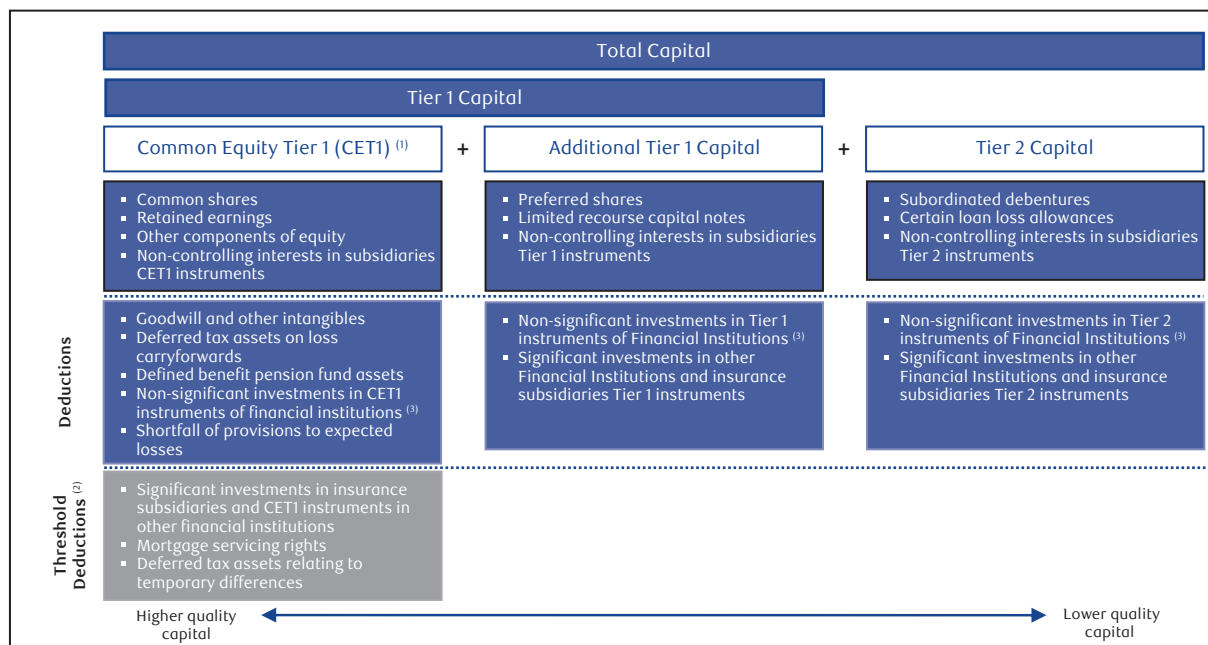 Total Capital
Tier 1 Capital
Common Equity Tier 1 (CET1) (1)
+
Additional Tier 1 Capital
+
Tier 2 Capital
▪ Common shares
▪ Retained earnings
▪ Other components of equity
▪ Non-controlling interests in subsidiaries
CET1 instruments
▪ Preferred shares
▪ Limited recourse capital notes
▪ Non-controlling interests in subsidiaries
Tier 1 instruments
▪ Subordinated debentures
▪ Certain loan loss allowances
▪ Non-controlling interests in subsidiaries
Tier 2 instruments
Deductions
▪ Goodwill and other intangibles
▪ Deferred tax assets on loss
carryforwards
▪ Defined benefit pension fund assets
▪ Non-significant investments in CET1
instruments of financial institutions (3)
▪ Shortfall of provisions to expected
losses
▪ Non-significant investments in Tier 1
instruments of Financial Institutions (3)
▪ Significant investments in other
Financial Institutions and insurance
subsidiaries Tier 1 instruments
▪ Non-significant investments in Tier 2
instruments of Financial Institutions (3)
▪ Significant investments in other
Financial Institutions and insurance
subsidiaries Tier 2 instruments
Threshold
Deductions (2)
▪ Significant investments in insurance
subsidiaries and CET1 instruments in
other financial institutions
▪ Mortgage servicing rights
▪ Deferred tax assets relating to
temporary differences
Higher quality
capital
Lower quality
capital